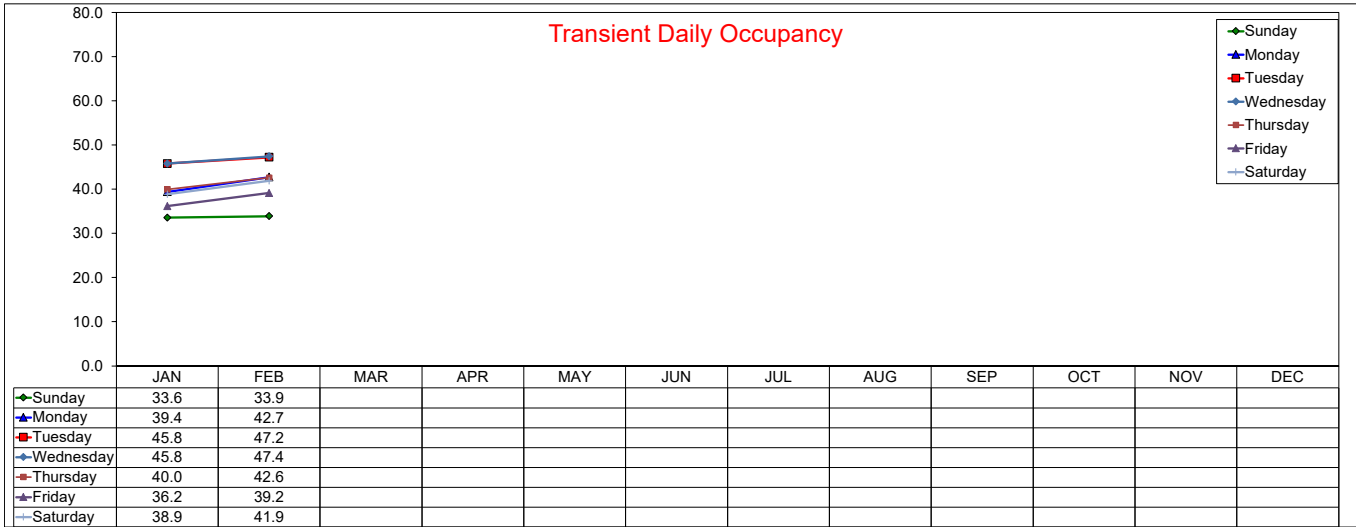 Transient Daily Occupancy
80.0
70.0
60.0
50.0
40.0
30.0
20.0
10.0
0.0
Sunday
Monday
Tuesday
Wednesday
Thursday
Friday
Saturday
JAN FEB MAR APR MAY JUN JUL AUG SEP OCT NOV DEC
Sunday 33.6 33.9
Monday 39.4 42.7
Tuesday 45.8 47.2
Wednesday 45.8 47.4
Thursday 40.0 42.6
Friday 36.2 39.2
Saturday 38.9 41.9